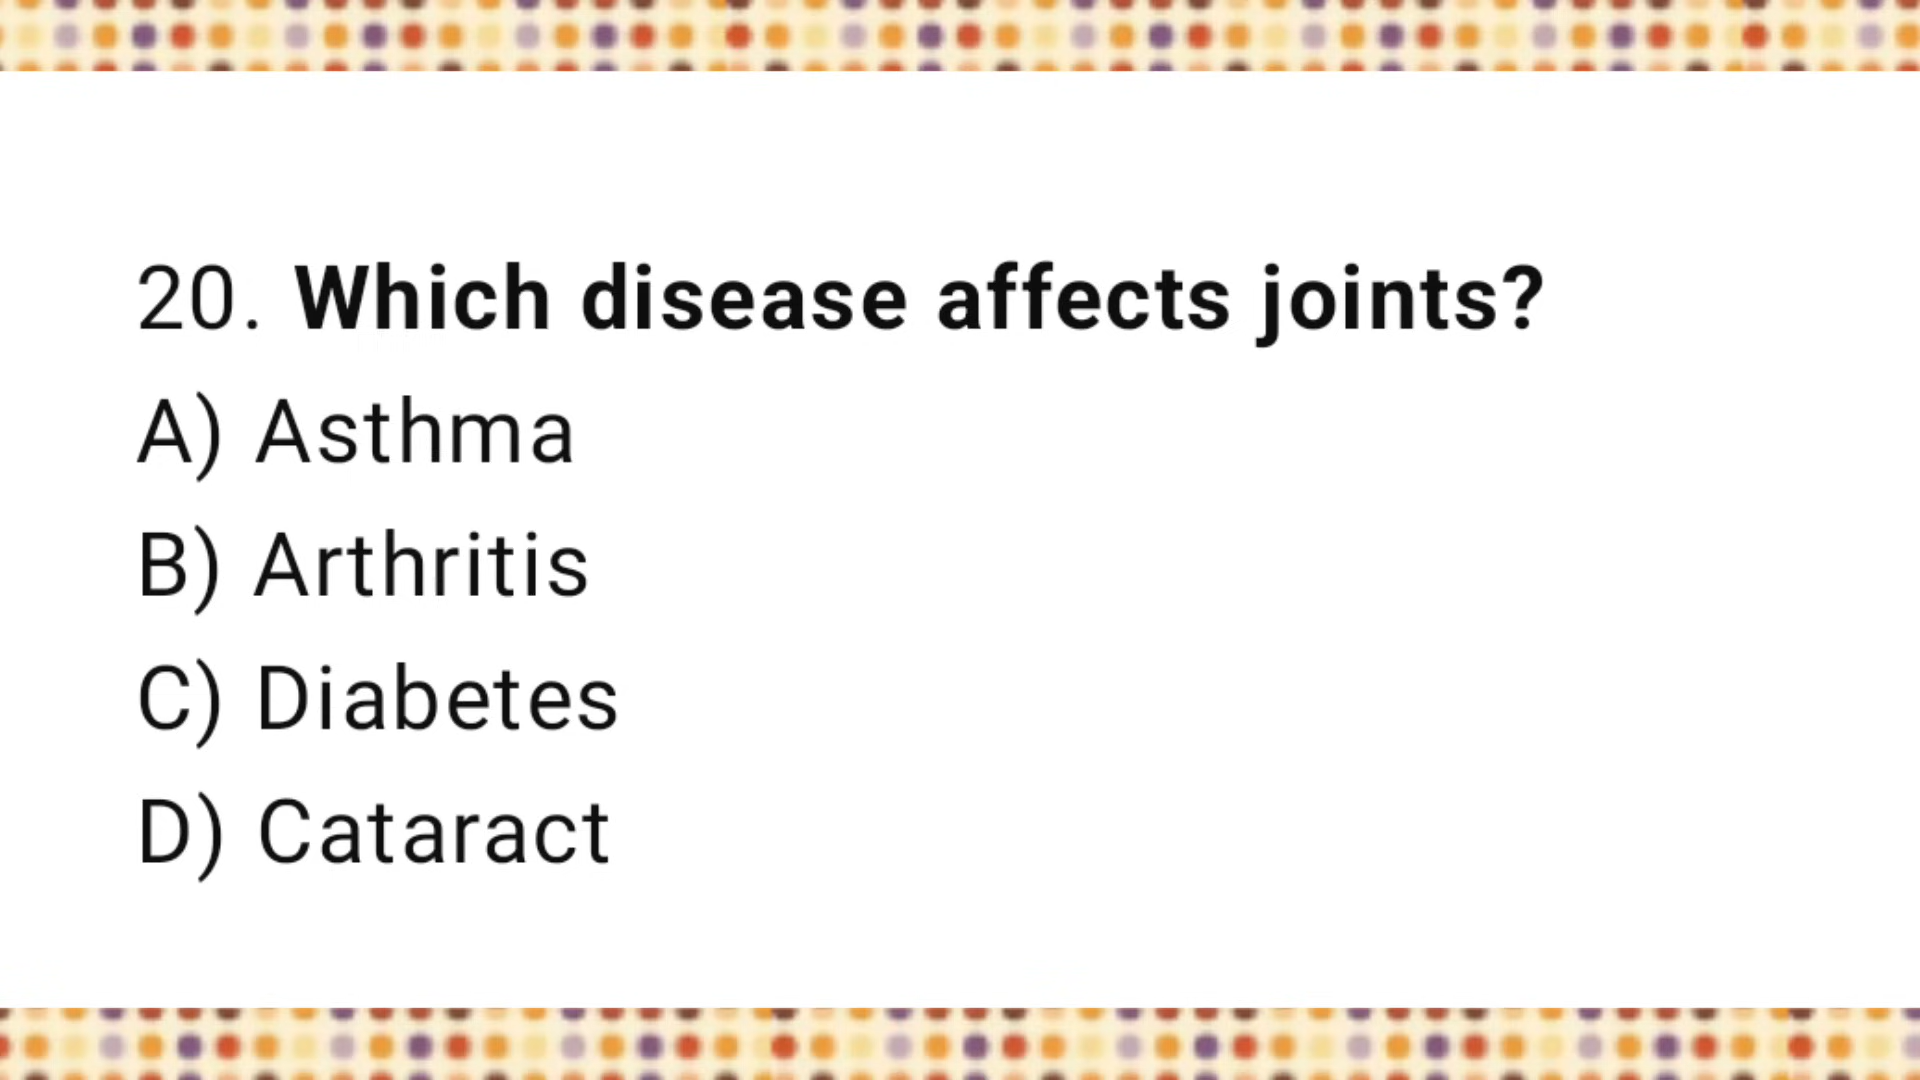 20. Which disease affects joints?
A) Asthma
B) Arthritis
C) Diabetes
D) Cataract